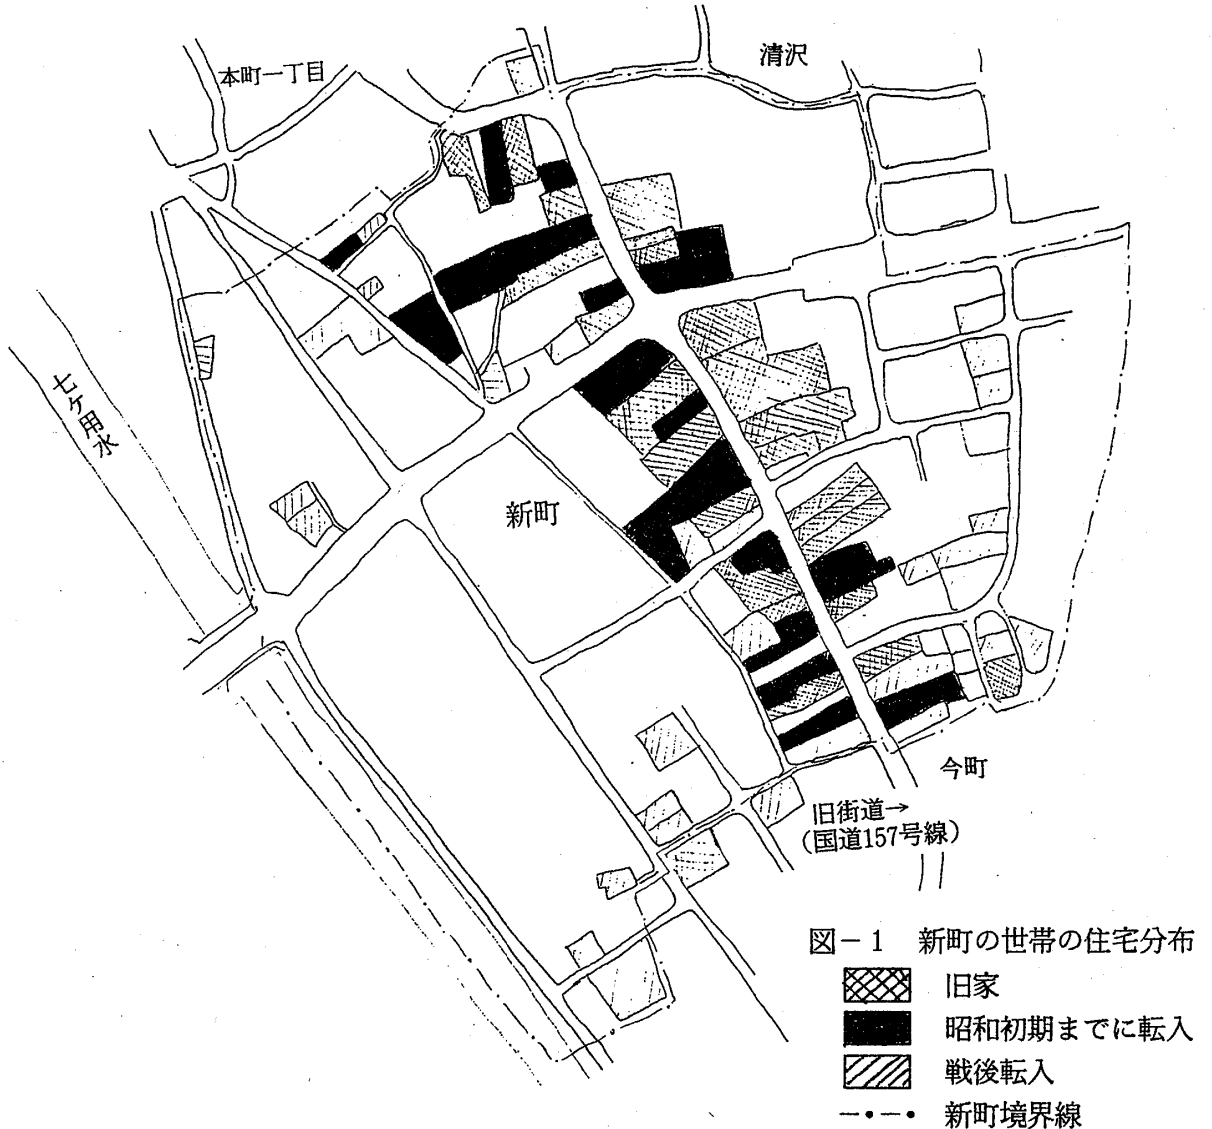 清沢
本町一丁目
七ヶ用水
新町
今町
旧街道→
（国道157号線）
図－1 新町の世帯の住宅分布
旧家
昭和初期までに転入
戦後転入
新町境界線